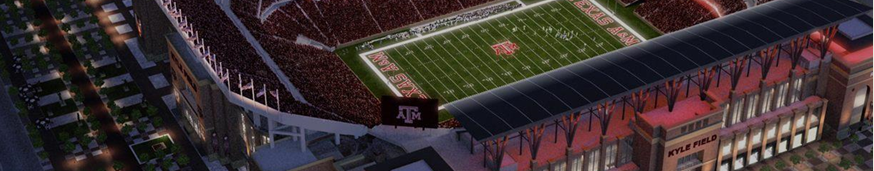 TEXAS A&M
TEXAS A&M
ATM
ATM
KYLE FIELD